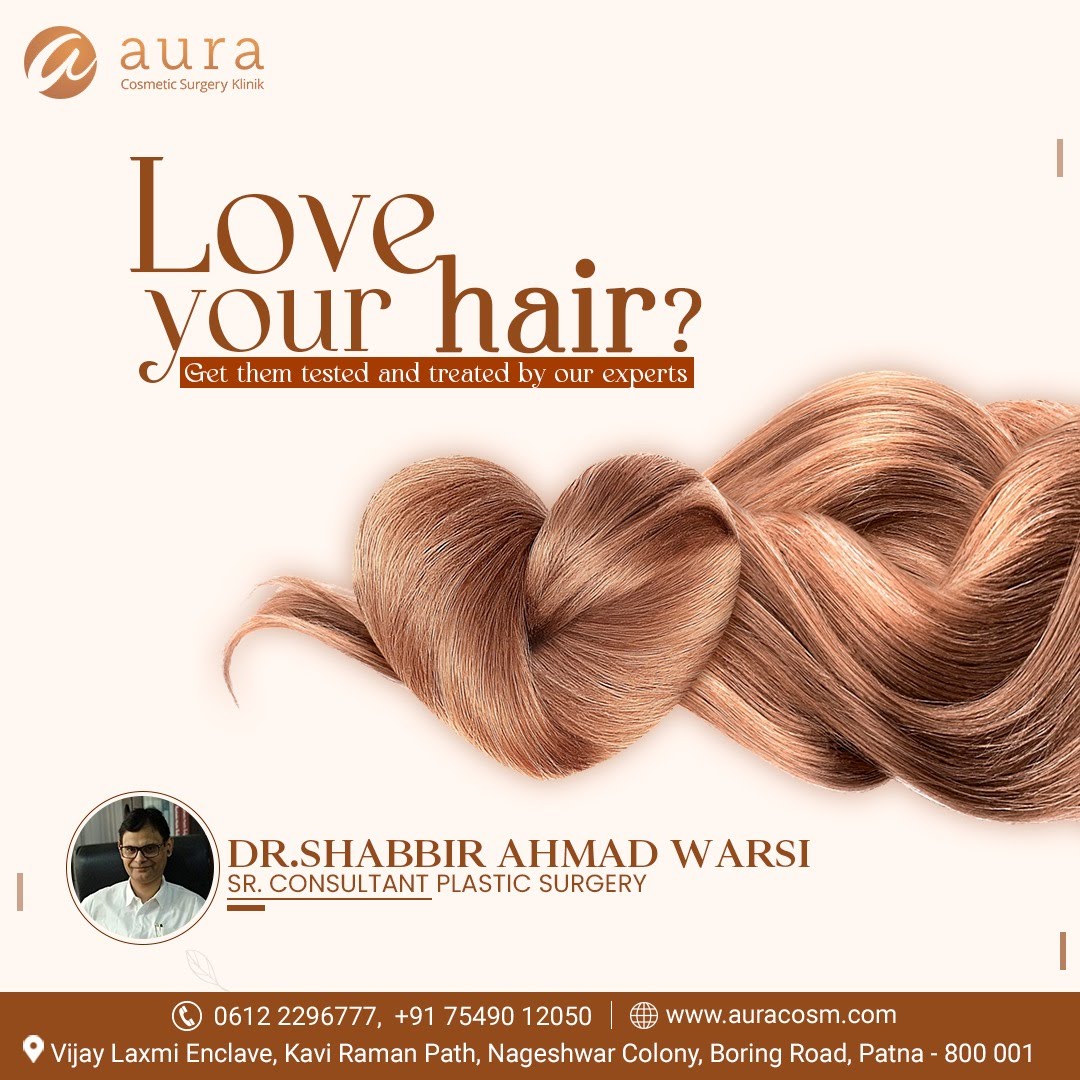 aura
Cosmetic Surgery Klinik
Love
your hair?
Get them tested and treated by our experts
DR.SHABBIR AHMAD WARSI
SR. CONSULTANT PLASTIC SURGERY
0612 2296777, +91 75490 12050 | www.auracosm.com
Vijay Laxmi Enclave, Kavi Raman Path, Nageshwar Colony, Boring Road, Patna - 800 001